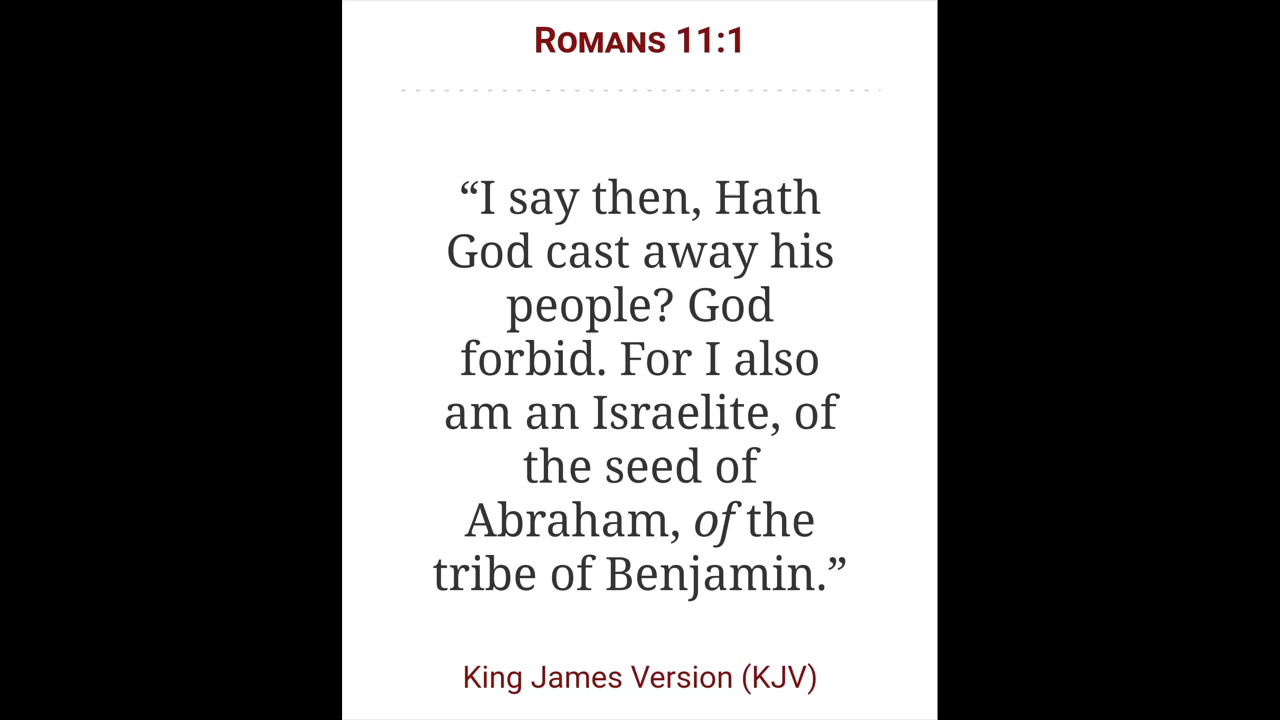 Romans 11:1
“I say then, Hath
God cast away his
people? God
forbid. For I also
am an Israelite, of
the seed of
Abraham, of the
tribe of Benjamin.”
King James Version (KJV)